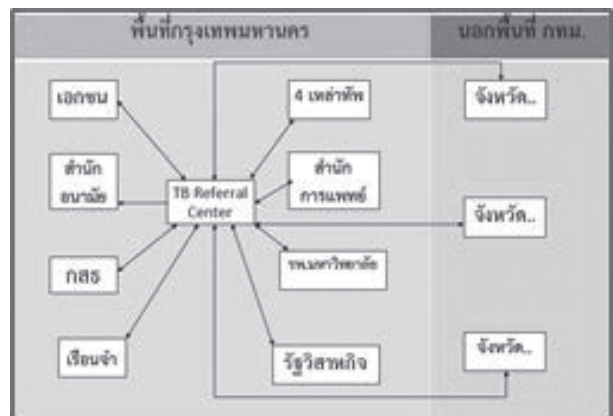 พื้นที่กรุงเทพมหานคร
นอกพื้นที่ กทม.
เอกชน
4 เหล่าทัพ
จังหวัด..
สำนัก
อนามัย
TB Referral
Center
สำนัก
การแพทย์
จังหวัด..
กสธ
รพ.มหาวิทยาลัย
เรือนจำ
รัฐวิสาหกิจ
จังหวัด..